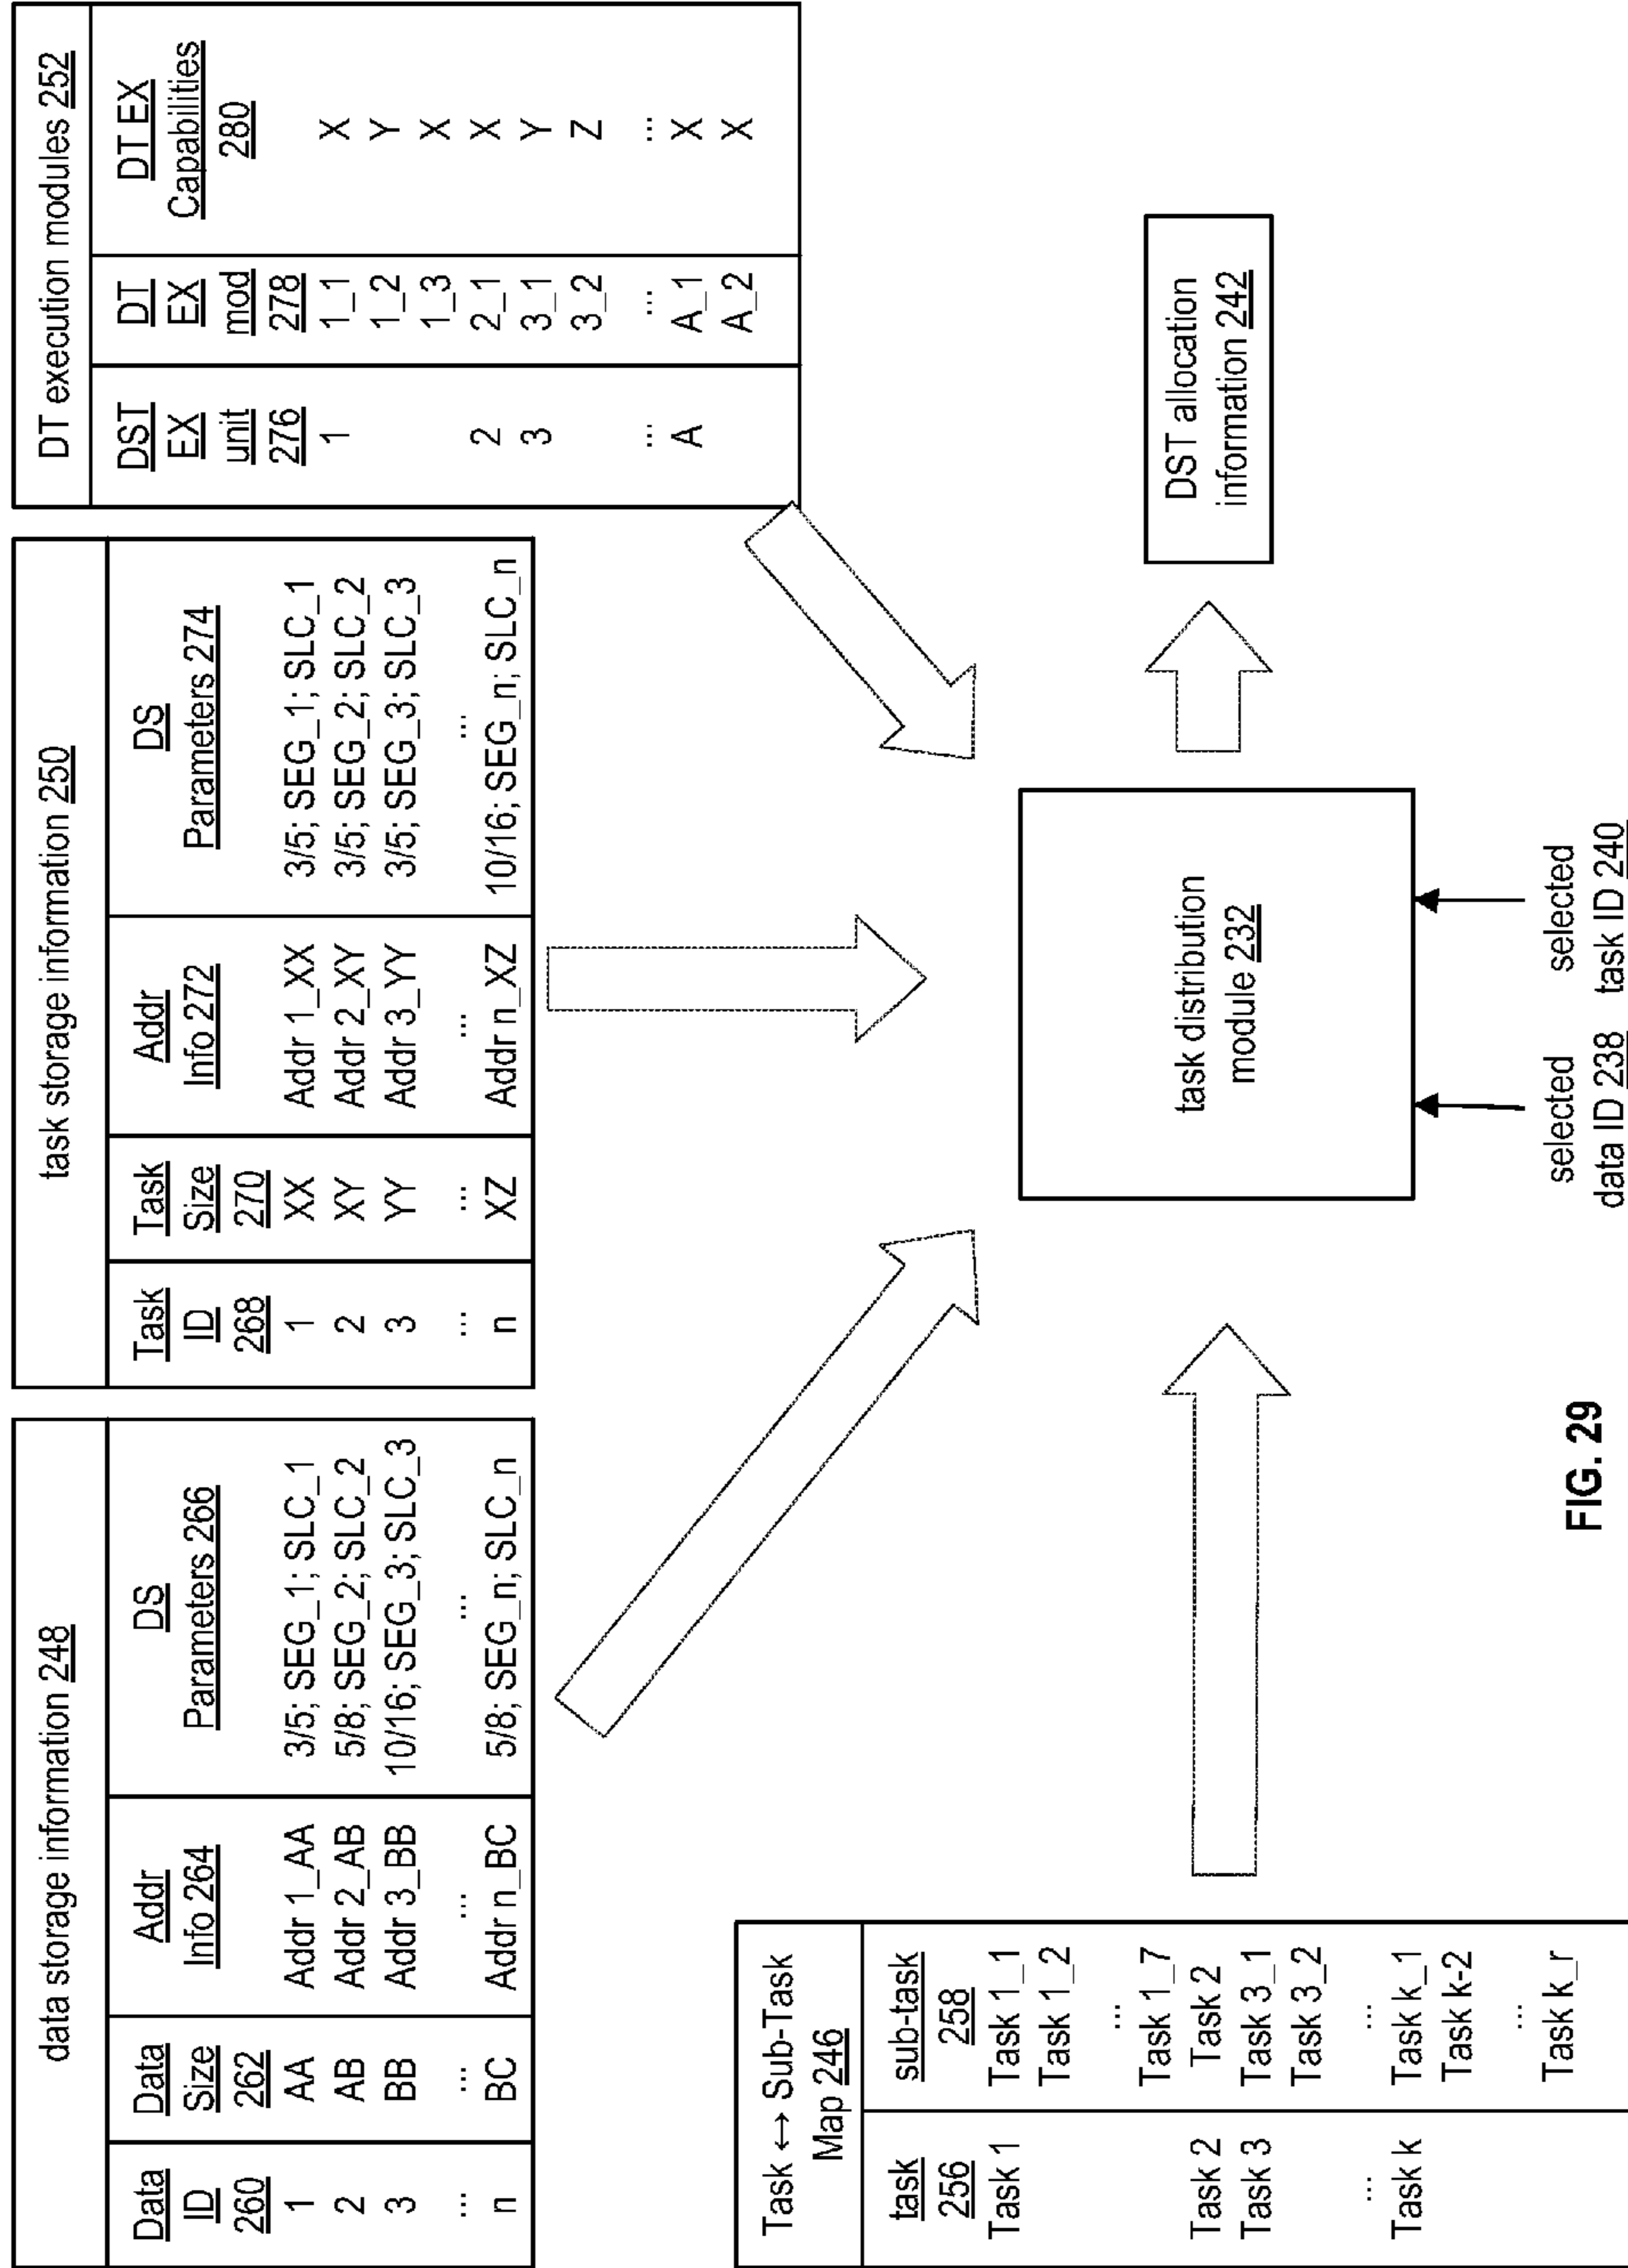 data storage information 248
Data ID 260 Data Size 262 Addr Info 264 DS Parameters 266
1 AA Addr 1_AA 3/5; SEG_1; SLC_1
2 AB Addr 2_AB 5/8; SEG_2; SLC_2
3 BB Addr 3_BB 10/16; SEG_3; SLC_3
... ... ... ...
n BC Addr n_BC 5/8; SEG_n; SLC_n
task storage information 250
Task ID 268 Task Size 270 Addr Info 272 DS Parameters 274
1 XX Addr 1_XX 3/5; SEG_1; SLC_1
2 XY Addr 2_XY 3/5; SEG_2; SLC_2
3 YY Addr 3_YY 3/5; SEG_3; SLC_3
... ... ... ...
n XZ Addr n_XZ 10/16; SEG_n; SLC_n
DT execution modules 252
DST EX unit 276 DT EX mod 278 DT EX Capabilities 280
1 1_1 X
1_2 Y
1_3 X
2 2_1 X
3 3_1 Y
3_2 Z
... ... ...
A A_1 X
A_2 X
Task ↔ Sub-Task
Map 246
task 256 sub-task 258
Task 1 Task 1_1
Task 1_2
...
Task 1_7
Task 2 Task 2
Task 3 Task 3_1
Task 3_2
... ...
Task k Task k_1
Task k-2
...
Task k_r
task distribution
module 232
DST allocation
information 242
selected
data ID 238
selected
task ID 240
FIG. 29